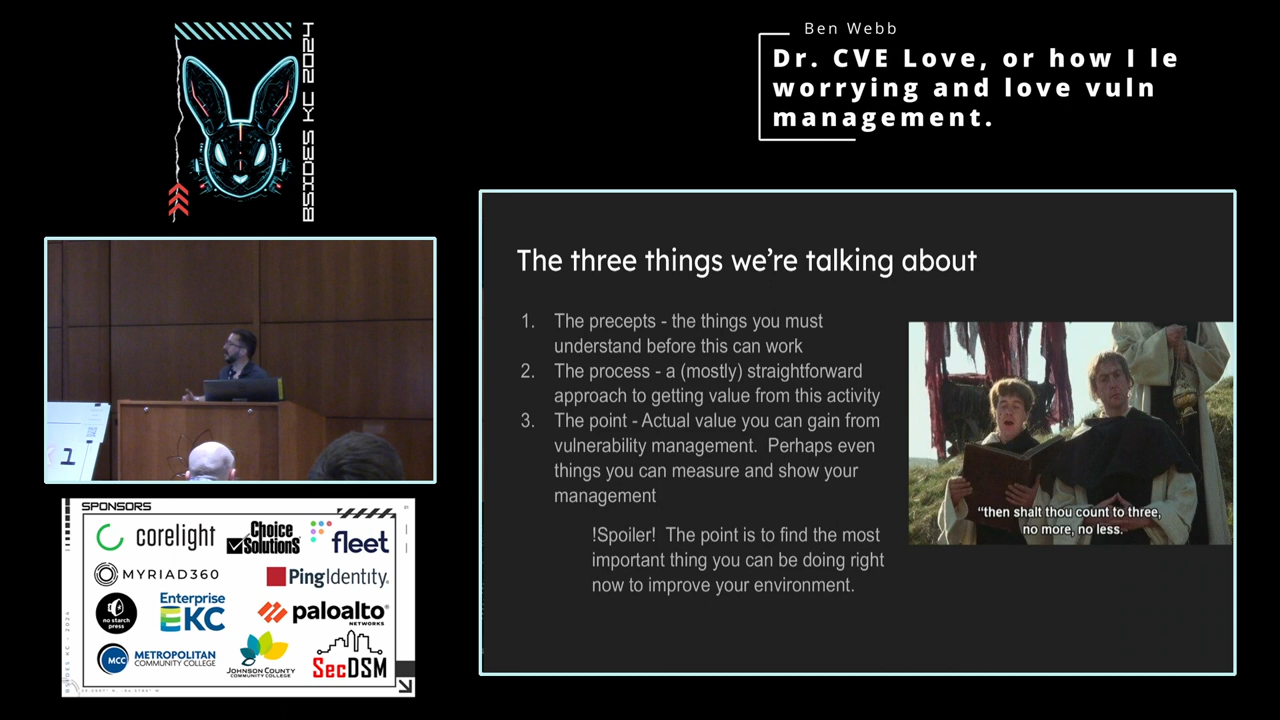 BSIDES KC 2024
Ben Webb
Dr. CVE Love, or how I le
worrying and love vuln
management.
The three things we're talking about
1. The precepts - the things you must
understand before this can work
2. The process - a (mostly) straightforward
approach to getting value from this activity
3. The point - Actual value you can gain from
vulnerability management. Perhaps even
things you can measure and show your
management
!Spoiler! The point is to find the most
important thing you can be doing right
now to improve your environment.
“then shalt thou count to three,
no more, no less.
1
SPONSORS
corelight
Choice
Solutions
fleet
MYRIAD360
PingIdentity
no starch
press
Enterprise
EKC
paloalto
NETWORKS
MCC
METROPOLITAN
COMMUNITY COLLEGE
JOHNSON COUNTY
COMMUNITY COLLEGE
SecDSM